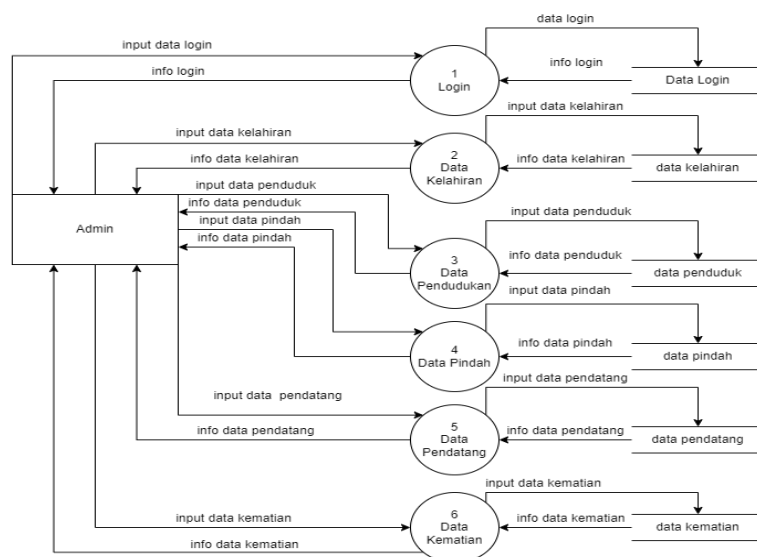 data login
input data login
info login
1
Login
info login
Data Login
input data kelahiran
input data kelahiran
info data kelahiran
2
Data
Kelahiran
info data kelahiran
data kelahiran
input data penduduk
info data penduduk
input data pindah
info data pindah
Admin
input data penduduk
3
Data
Pendudukan
info data penduduk
data penduduk
input data pindah
4
Data Pindah
info data pindah
data pindah
input data pendatang
input data pendatang
info data pendatang
5
Data
Pendatang
info data pendatang
data pendatang
input data kematian
input data kematian
info data kematian
6
Data
Kematian
info data kematian
data kematian